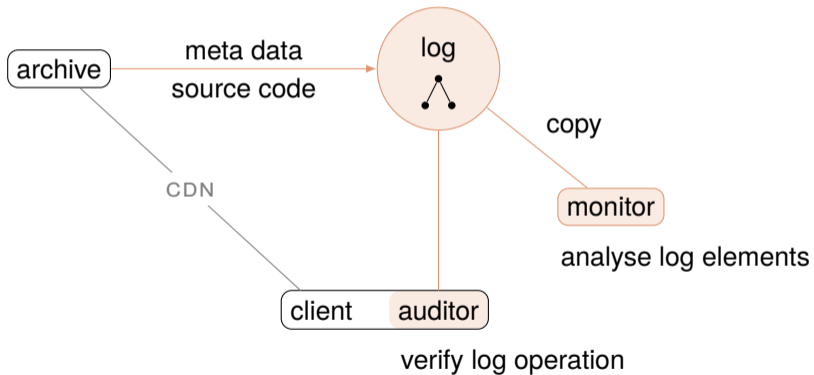 log
meta data
archive
source code
copy
CDN
monitor
analyse log elements
client
auditor
verify log operation